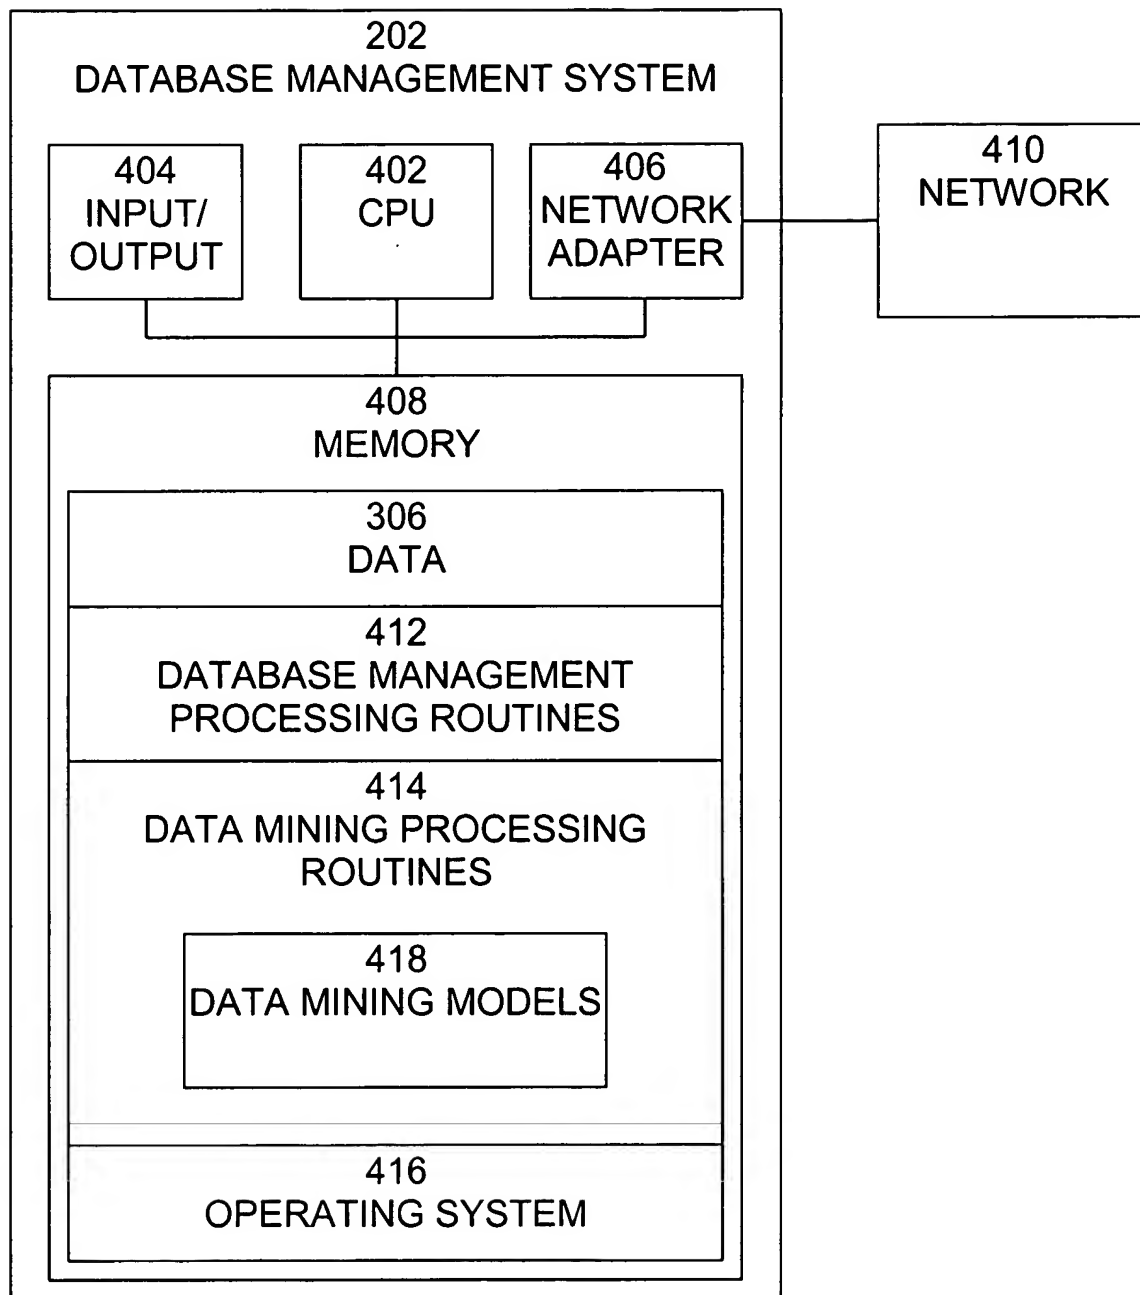 202
DATABASE MANAGEMENT SYSTEM
404
INPUT/
OUTPUT
402
CPU
406
NETWORK
ADAPTER
410
NETWORK
408
MEMORY
306
DATA
412
DATABASE MANAGEMENT
PROCESSING ROUTINES
414
DATA MINING PROCESSING
ROUTINES
418
DATA MINING MODELS
416
OPERATING SYSTEM